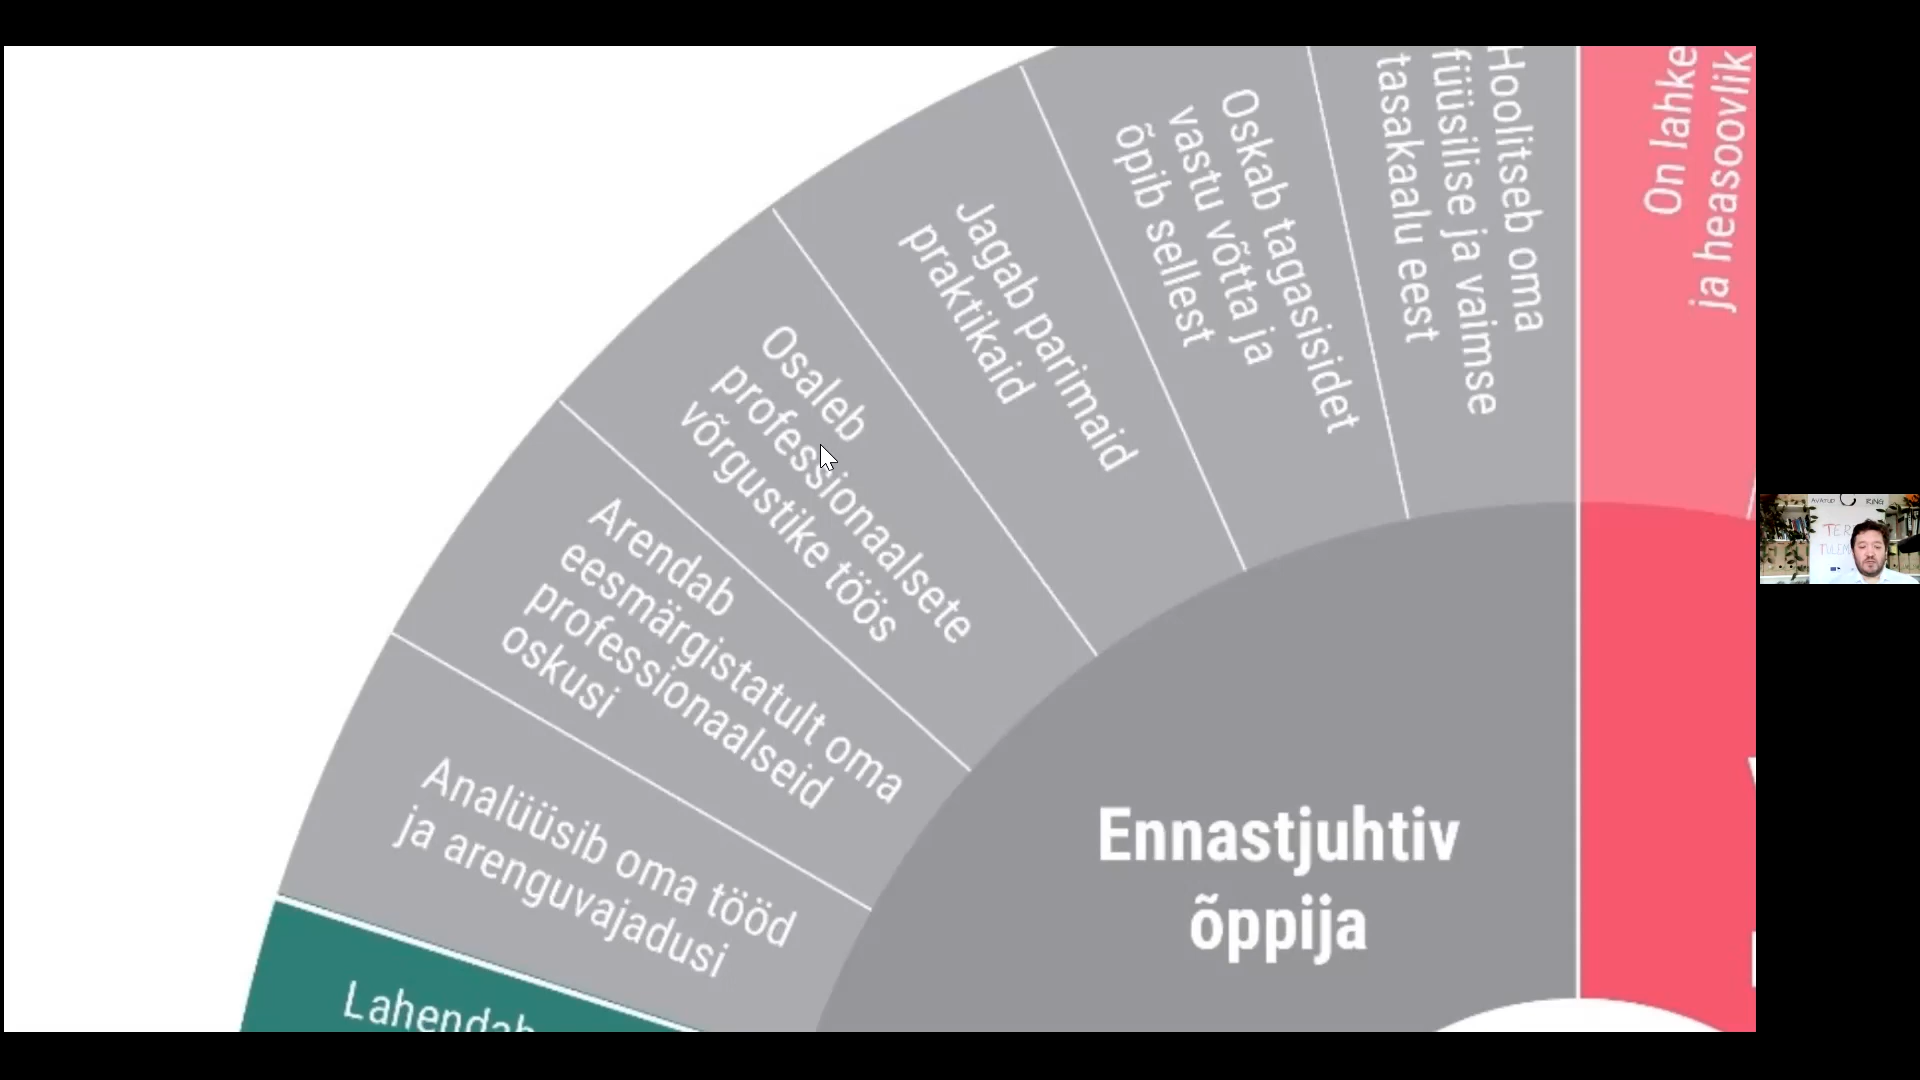 Ennastjuhtiv
õppija
Analüüsib oma tööd
ja arenguvajadusi
Arendab
eesmärgistatult oma
professionaalseid
oskusi
Osaleb
professionaalsete
võrgustike töös
Jagab parimaid
praktikaid
Oskab tagasisidet
vastu võtta ja
õpib sellest
Hoolitseb oma
füüsilise ja vaimse
tasakaalu eest
On lahke
ja heasoovlik
Lahendab
AVATUD
RING